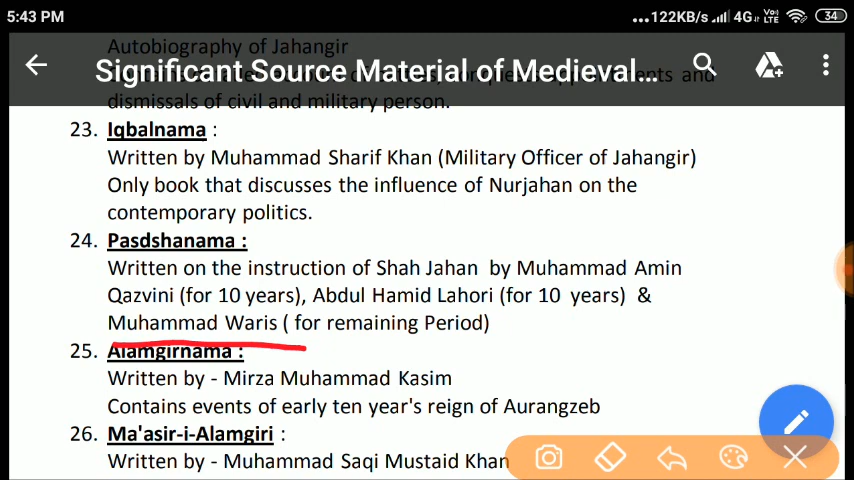 5:43 PM
...122KB/s 4G Vo) LTE 34
Autobiography of Jahangir
Significant Source Material of Medieval...
dismissals of civil and military person.
23. Iqbalnama :
Written by Muhammad Sharif Khan (Military Officer of Jahangir)
Only book that discusses the influence of Nurjahan on the
contemporary politics.
24. Pasdshanama :
Written on the instruction of Shah Jahan by Muhammad Amin
Qazvini (for 10 years), Abdul Hamid Lahori (for 10 years) &
Muhammad Waris ( for remaining Period)
25. Alamgirnama :
Written by - Mirza Muhammad Kasim
Contains events of early ten year's reign of Aurangzeb
26. Ma'asir-i-Alamgiri :
Written by - Muhammad Saqi Mustaid Khan